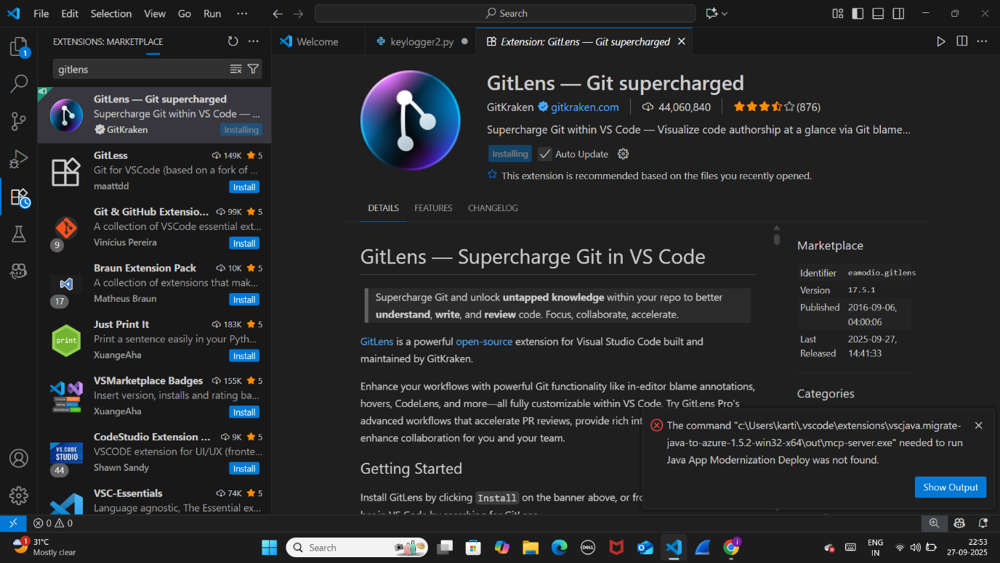 File Edit Selection View Go Run ···
Search
EXTENSIONS: MARKETPLACE
Welcome
keylogger2.py
Extension: GitLens — Git supercharged
1
gitlens
GitLens — Git supercharged
Supercharge Git within VS Code — ...
GitKraken
Installing
GitLess
149K
5
Git for VSCode (based on a fork of ...
maattdd
Install
Git & GitHub Extensio...
99K
5
A collection of VSCode essential ext...
9
Vinícius Pereira
Install
Braun Extension Pack
10K
5
A collection of extensions that mak...
17
Matheus Braun
Install
Just Print It
183K
5
print
Print a sentence easily in your Pyth...
XuangeAha
Install
VSMarketplace Badges
155K
5
Insert version, installs and rating ba...
XuangeAha
Install
CodeStudio Extension ...
9K
5
VS.CODE
STUDIO
VSCODE extension for UI/UX (fronte...
44
Shawn Sandy
Install
VSC-Essentials
74K
5
Language agnostic, The Essential ex...
GitLens — Git supercharged
GitKraken
gitkraken.com
44,060,840
(876)
Supercharge Git within VS Code — Visualize code authorship at a glance via Git blame...
Installing
Auto Update
This extension is recommended based on the files you recently opened.
DETAILS
FEATURES
CHANGELOG
GitLens — Supercharge Git in VS Code
Supercharge Git and unlock untapped knowledge within your repo to better
understand, write, and review code. Focus, collaborate, accelerate.
GitLens is a powerful open-source extension for Visual Studio Code built and
maintained by GitKraken.
Enhance your workflows with powerful Git functionality like in-editor blame annotations,
hovers, CodeLens, and more—all fully customizable within VS Code. Try GitLens Pro's
advanced workflows that accelerate PR reviews, provide rich int
enhance collaboration for you and your team.
Getting Started
Install GitLens by clicking Install on the banner above, or fro
Marketplace
Identifier
eamodio.gitlens
Version
17.5.1
Published
2016-09-06,
04:00:06
Last
Released
2025-09-27,
14:41:33
Categories
The command "c:\Users\karti\.vscode\extensions\vscjava.migrate-
java-to-azure-1.5.2-win32-x64\out\mcp-server.exe" needed to run
Java App Modernization Deploy was not found.
Show Output
0
0
1
31°C
Mostly clear
Search
DELL
i
ENG
IN
22:53
27-09-2025